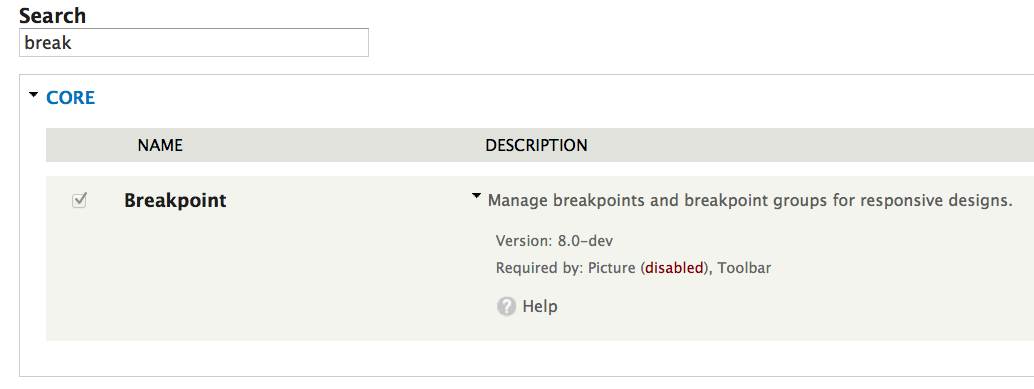 Search
break
CORE
NAME DESCRIPTION
Breakpoint Manage breakpoints and breakpoint groups for responsive designs.
Version: 8.0-dev
Required by: Picture (disabled), Toolbar
? Help